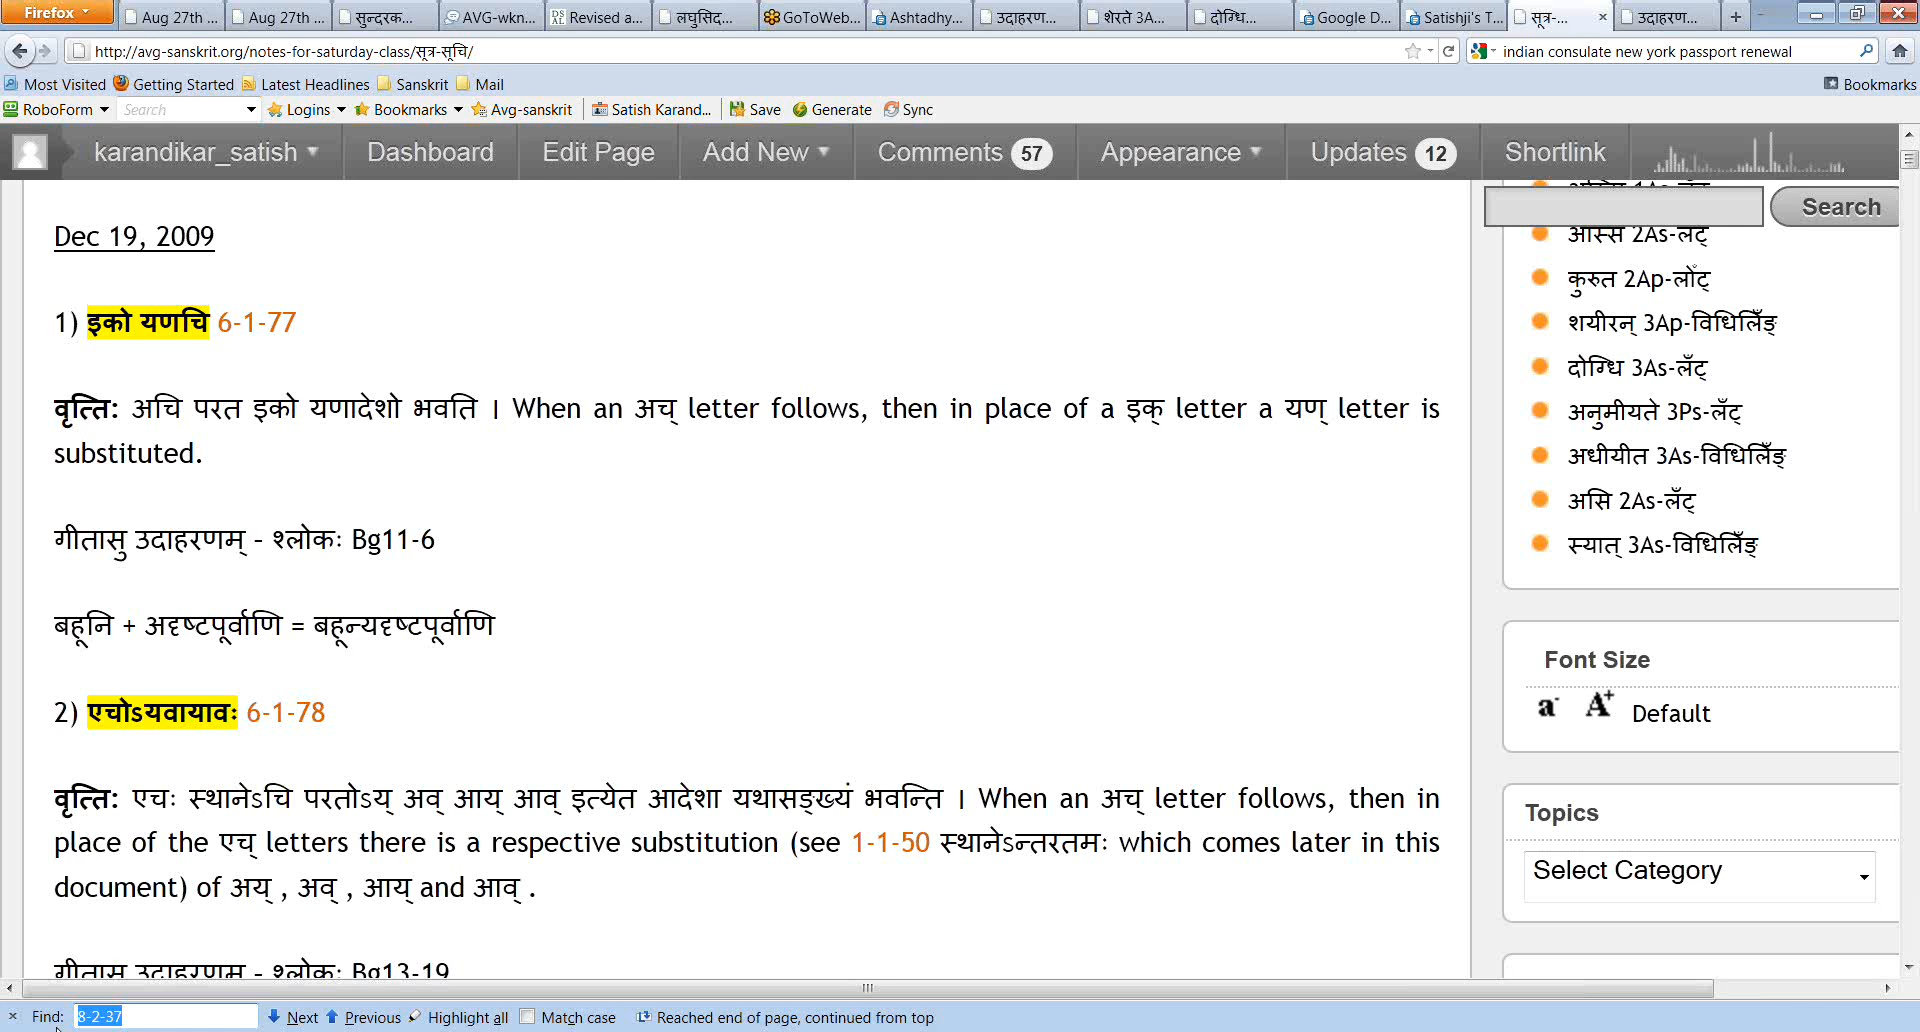 Firefox
Aug 27th ...
Aug 27th ...
सुन्दरक...
AVG-wkn...
Revised a...
लघुसिद्...
GoToWeb...
Ashtadhy...
उदाहरण...
शेरते 3A...
दोग्धि...
Google D...
Satishji's T...
सूत्र-...
उदाहरण...
http://avg-sanskrit.org/notes-for-saturday-class/सूत्र-सूचि/
indian consulate new york passport renewal
Most Visited Getting Started Latest Headlines Sanskrit Mail Bookmarks
RoboForm Search Logins Bookmarks Avg-sanskrit Satish Karand... Save Generate Sync
karandikar_satish Dashboard Edit Page Add New Comments 57 Appearance Updates 12 Shortlink
Search
Dec 19, 2009
1) इको यणचि 6-1-77
वृत्ति: अचि परत इको यणादेशो भवति । When an अच् letter follows, then in place of a इक् letter a यण् letter is
substituted.
गीतासु उदाहरणम् – श्लोकः Bg11-6
बहूनि + अदृष्टपूर्वाणि = बहून्यदृष्टपूर्वाणि
2) एचोऽयवायावः 6-1-78
वृत्ति: एचः स्थानेऽचि परतोऽय् अव् आय् आव् इत्येत आदेशा यथासङ्ख्यं भवन्ति । When an अच् letter follows, then in
place of the एच् letters there is a respective substitution (see 1-1-50 स्थानेऽन्तरतमः which comes later in this
document) of अय् , अव् , आय् and आव् .
गीतासु उदाहरणम् – श्लोकः Bg13-19
2As-लँट्
कुरुत 2Ap-लोँट्
शयीरन् 3Ap-विधिलिँङ्
दोग्धि 3As-लँट्
अनुमीयते 3Ps-लँट्
अधीयीत 3As-विधिलिँङ्
असि 2As-लँट्
स्यात् 3As-विधिलिँङ्
Font Size
a- A+ Default
Topics
Select Category
Find: 8-2-37 Next Previous Highlight all Match case Reached end of page, continued from top